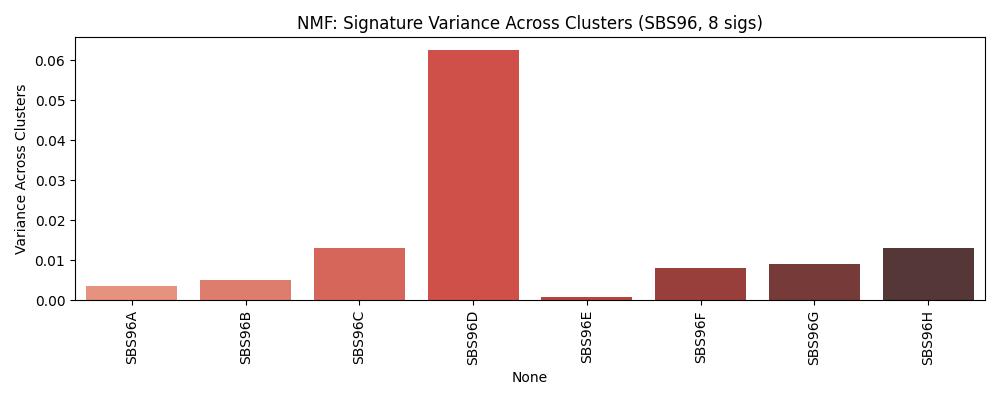 NMF: Signature Variance Across Clusters (SBS96, 8 sigs)
Variance Across Clusters
0.06
0.05
0.04
0.03
0.02
0.01
0.00
SBS96A
SBS96B
SBS96C
SBS96D
SBS96E
SBS96F
SBS96G
SBS96H
None